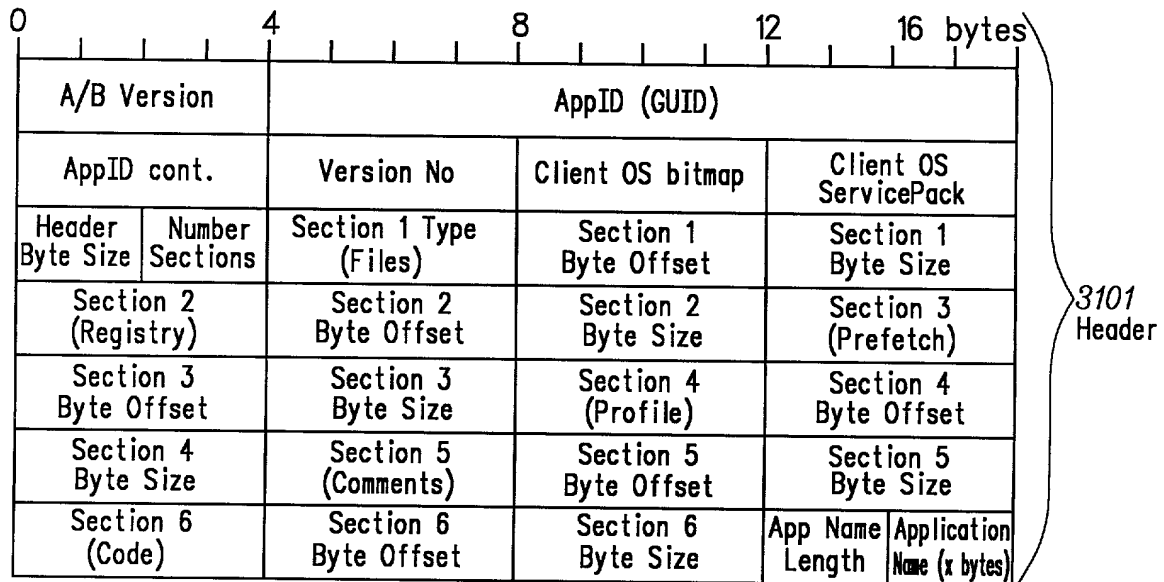 0 4 8 12 16 bytes
A/B Version AppID (GUID)
AppID cont. Version No Client OS bitmap Client OS
ServicePack
Header Number Section 1 Type Section 1 Section 1
Byte Size Sections (Files) Byte Offset Byte Size
Section 2 Section 2 Section 2 Section 3
(Registry) Byte Offset Byte Size (Prefetch)
3101
Header
Section 3 Section 3 Section 4 Section 4
Byte Offset Byte Size (Profile) Byte Offset
Section 4 Section 5 Section 5 Section 5
Byte Size (Comments) Byte Offset Byte Size
Section 6 Section 6 Section 6 App Name Application
(Code) Byte Offset Byte Size Length Name (x bytes)